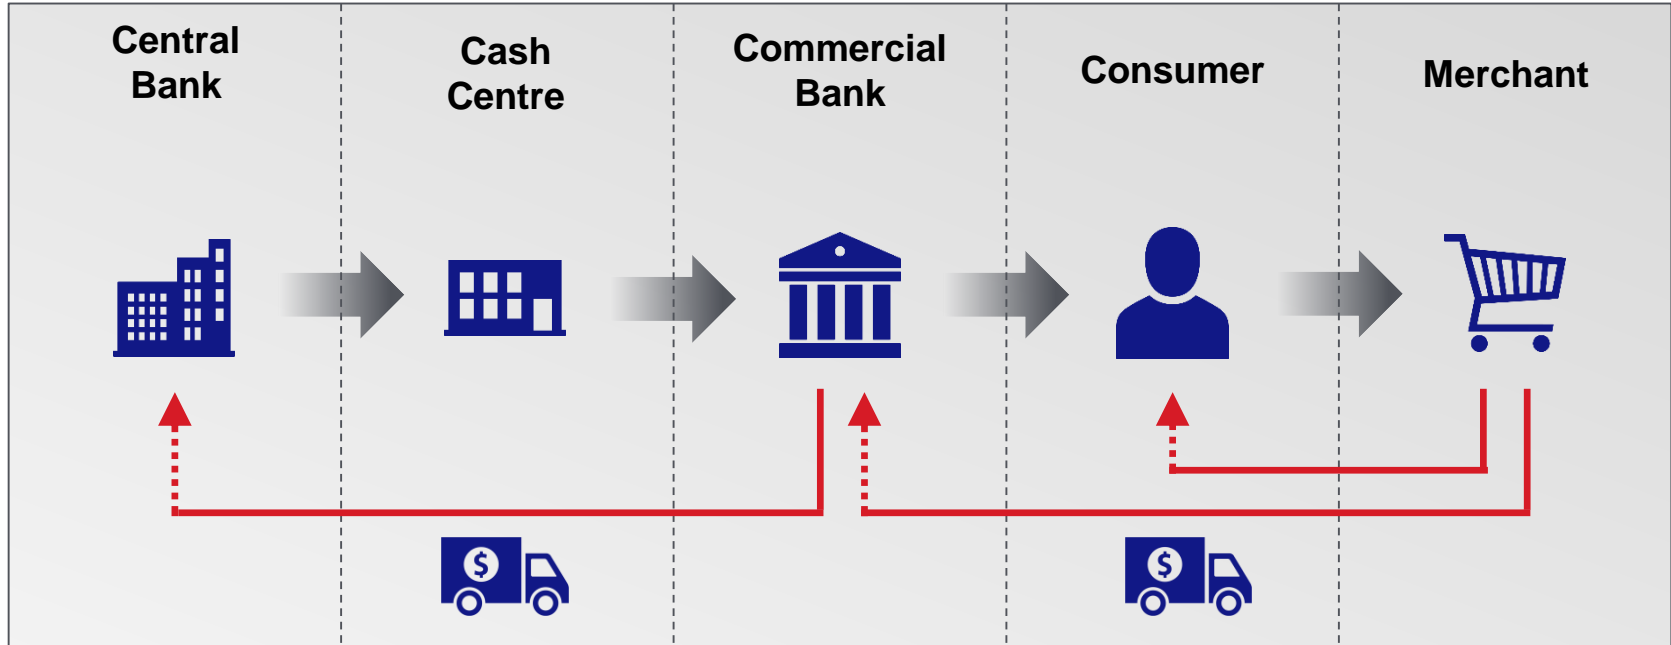 Central
Bank
Cash
Centre
Commercial
Bank
Consumer
Merchant
$
$